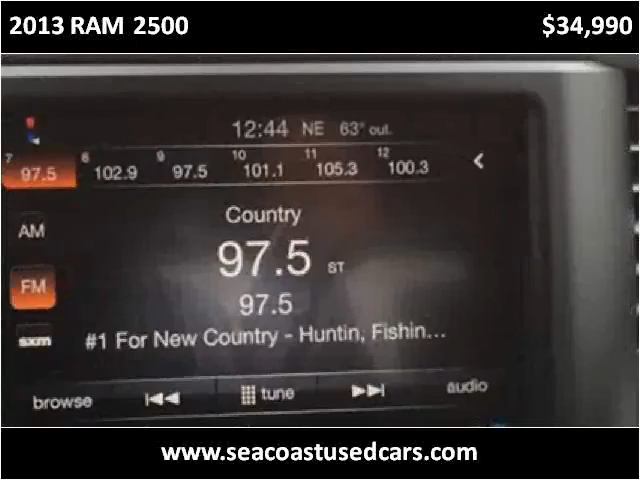 2013 RAM 2500 $34,990
12:44 NE 63° out.
7 8 9 10 11 12
97.5 102.9 97.5 101.1 105.3 100.3 <
Country
AM
97.5 ST
FM
97.5
sxm
#1 For New Country - Huntin, Fishin...
browse tune audio
www.seacoastusedcars.com